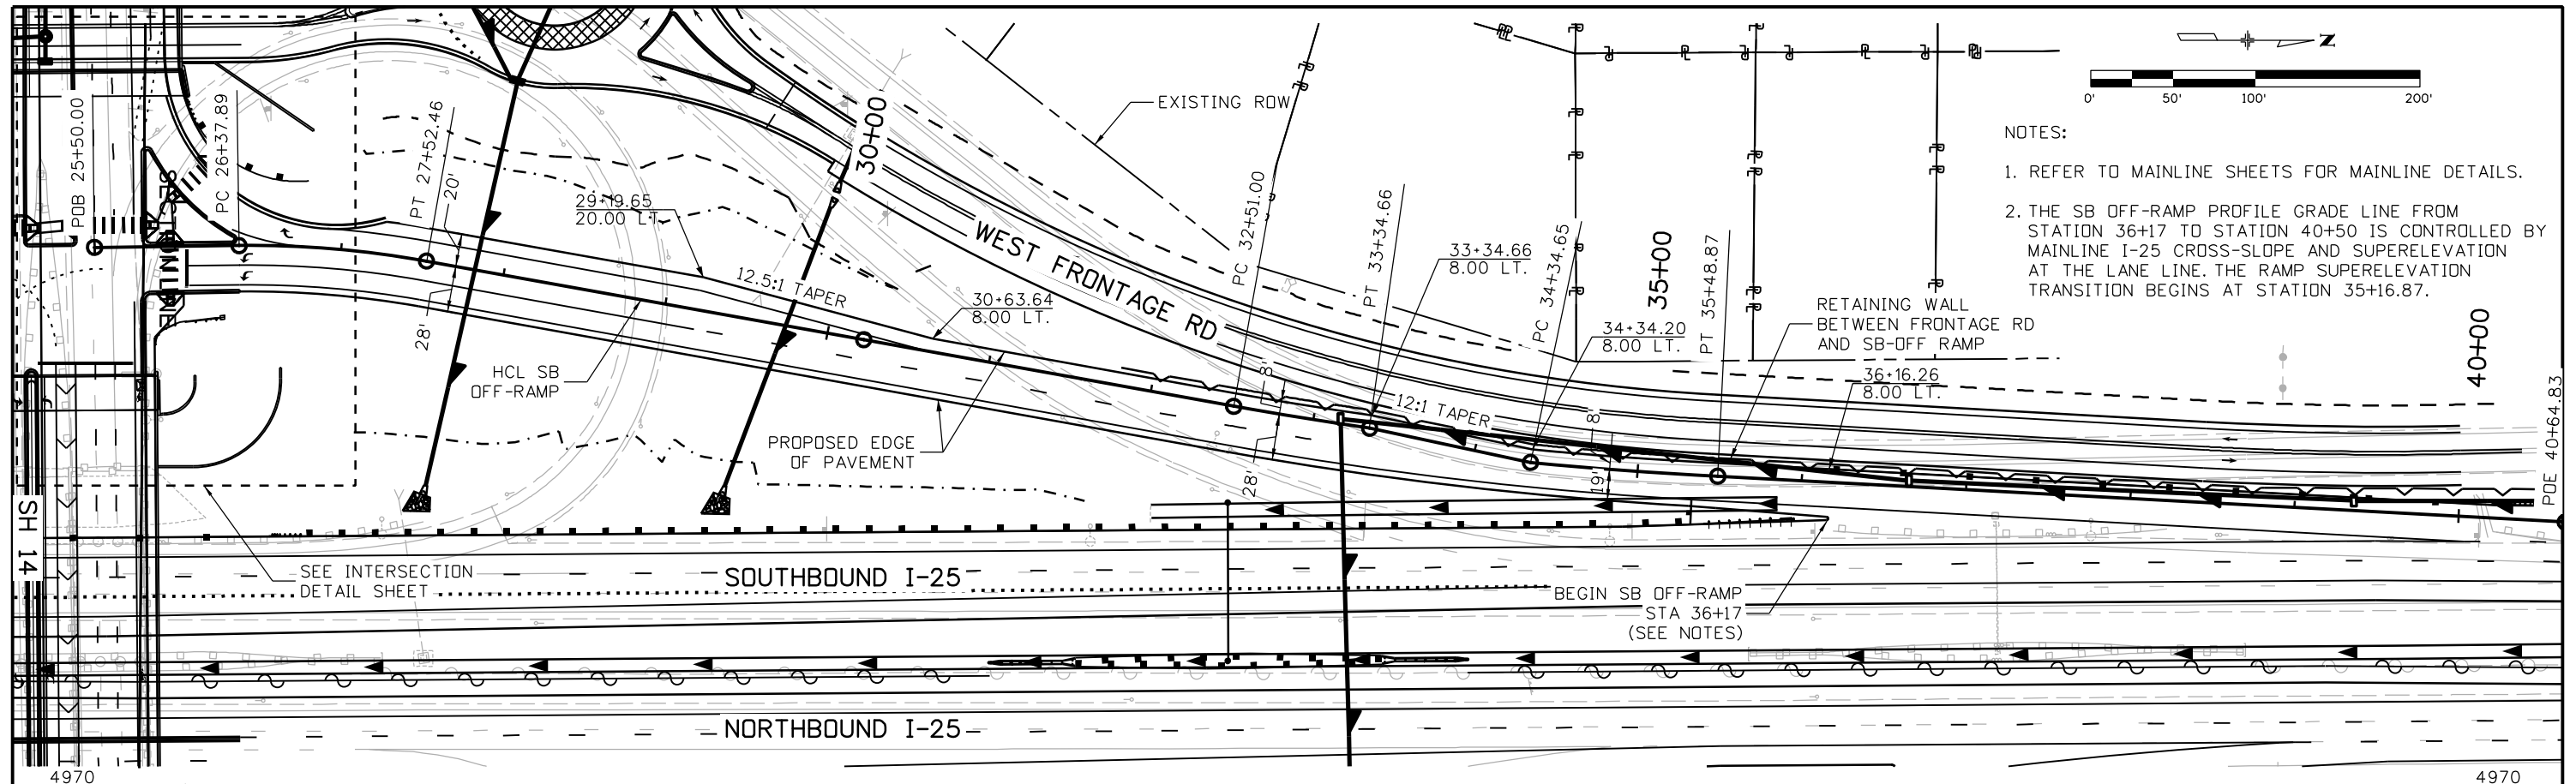 POB 25+50.00
PC 26+37.89
PT 27+52.46
20'
28'
SECTION LINE
29+19.65
20.00 LT.
12.5:1 TAPER
30+00
30+63.64
8.00 LT.
EXISTING ROW
WEST FRONTAGE RD
HCL SB
OFF-RAMP
PROPOSED EDGE
OF PAVEMENT
PC 32+51.00
8'
28'
PT 33+34.66
33+34.66
8.00 LT.
12:1 TAPER
PC 34+34.65
34+34.20
8.00 LT.
8'
19'
35+00
PT 35+48.87
RETAINING WALL
BETWEEN FRONTAGE RD
AND SB-OFF RAMP
36+16.26
8.00 LT.
40+00
POE 40+64.83
N
0'
50'
100'
200'
NOTES:
1. REFER TO MAINLINE SHEETS FOR MAINLINE DETAILS.
2. THE SB OFF-RAMP PROFILE GRADE LINE FROM
STATION 36+17 TO STATION 40+50 IS CONTROLLED BY
MAINLINE I-25 CROSS-SLOPE AND SUPERELEVATION
AT THE LANE LINE. THE RAMP SUPERELEVATION
TRANSITION BEGINS AT STATION 35+16.87.
SH 14
SEE INTERSECTION
DETAIL SHEET
SOUTHBOUND I-25
BEGIN SB OFF-RAMP
STA 36+17
(SEE NOTES)
NORTHBOUND I-25
4970
4970